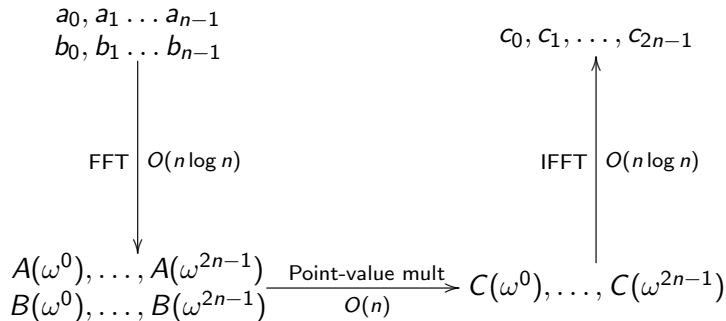 a₀, a₁ … aₙ₋₁
b₀, b₁ … bₙ₋₁
c₀, c₁, …, c₂ₙ₋₁
FFT O(n log n)
IFFT O(n log n)
A(ω⁰), …, A(ω²ⁿ⁻¹)
B(ω⁰), …, B(ω²ⁿ⁻¹)
Point-value mult
O(n)
C(ω⁰), …, C(ω²ⁿ⁻¹)